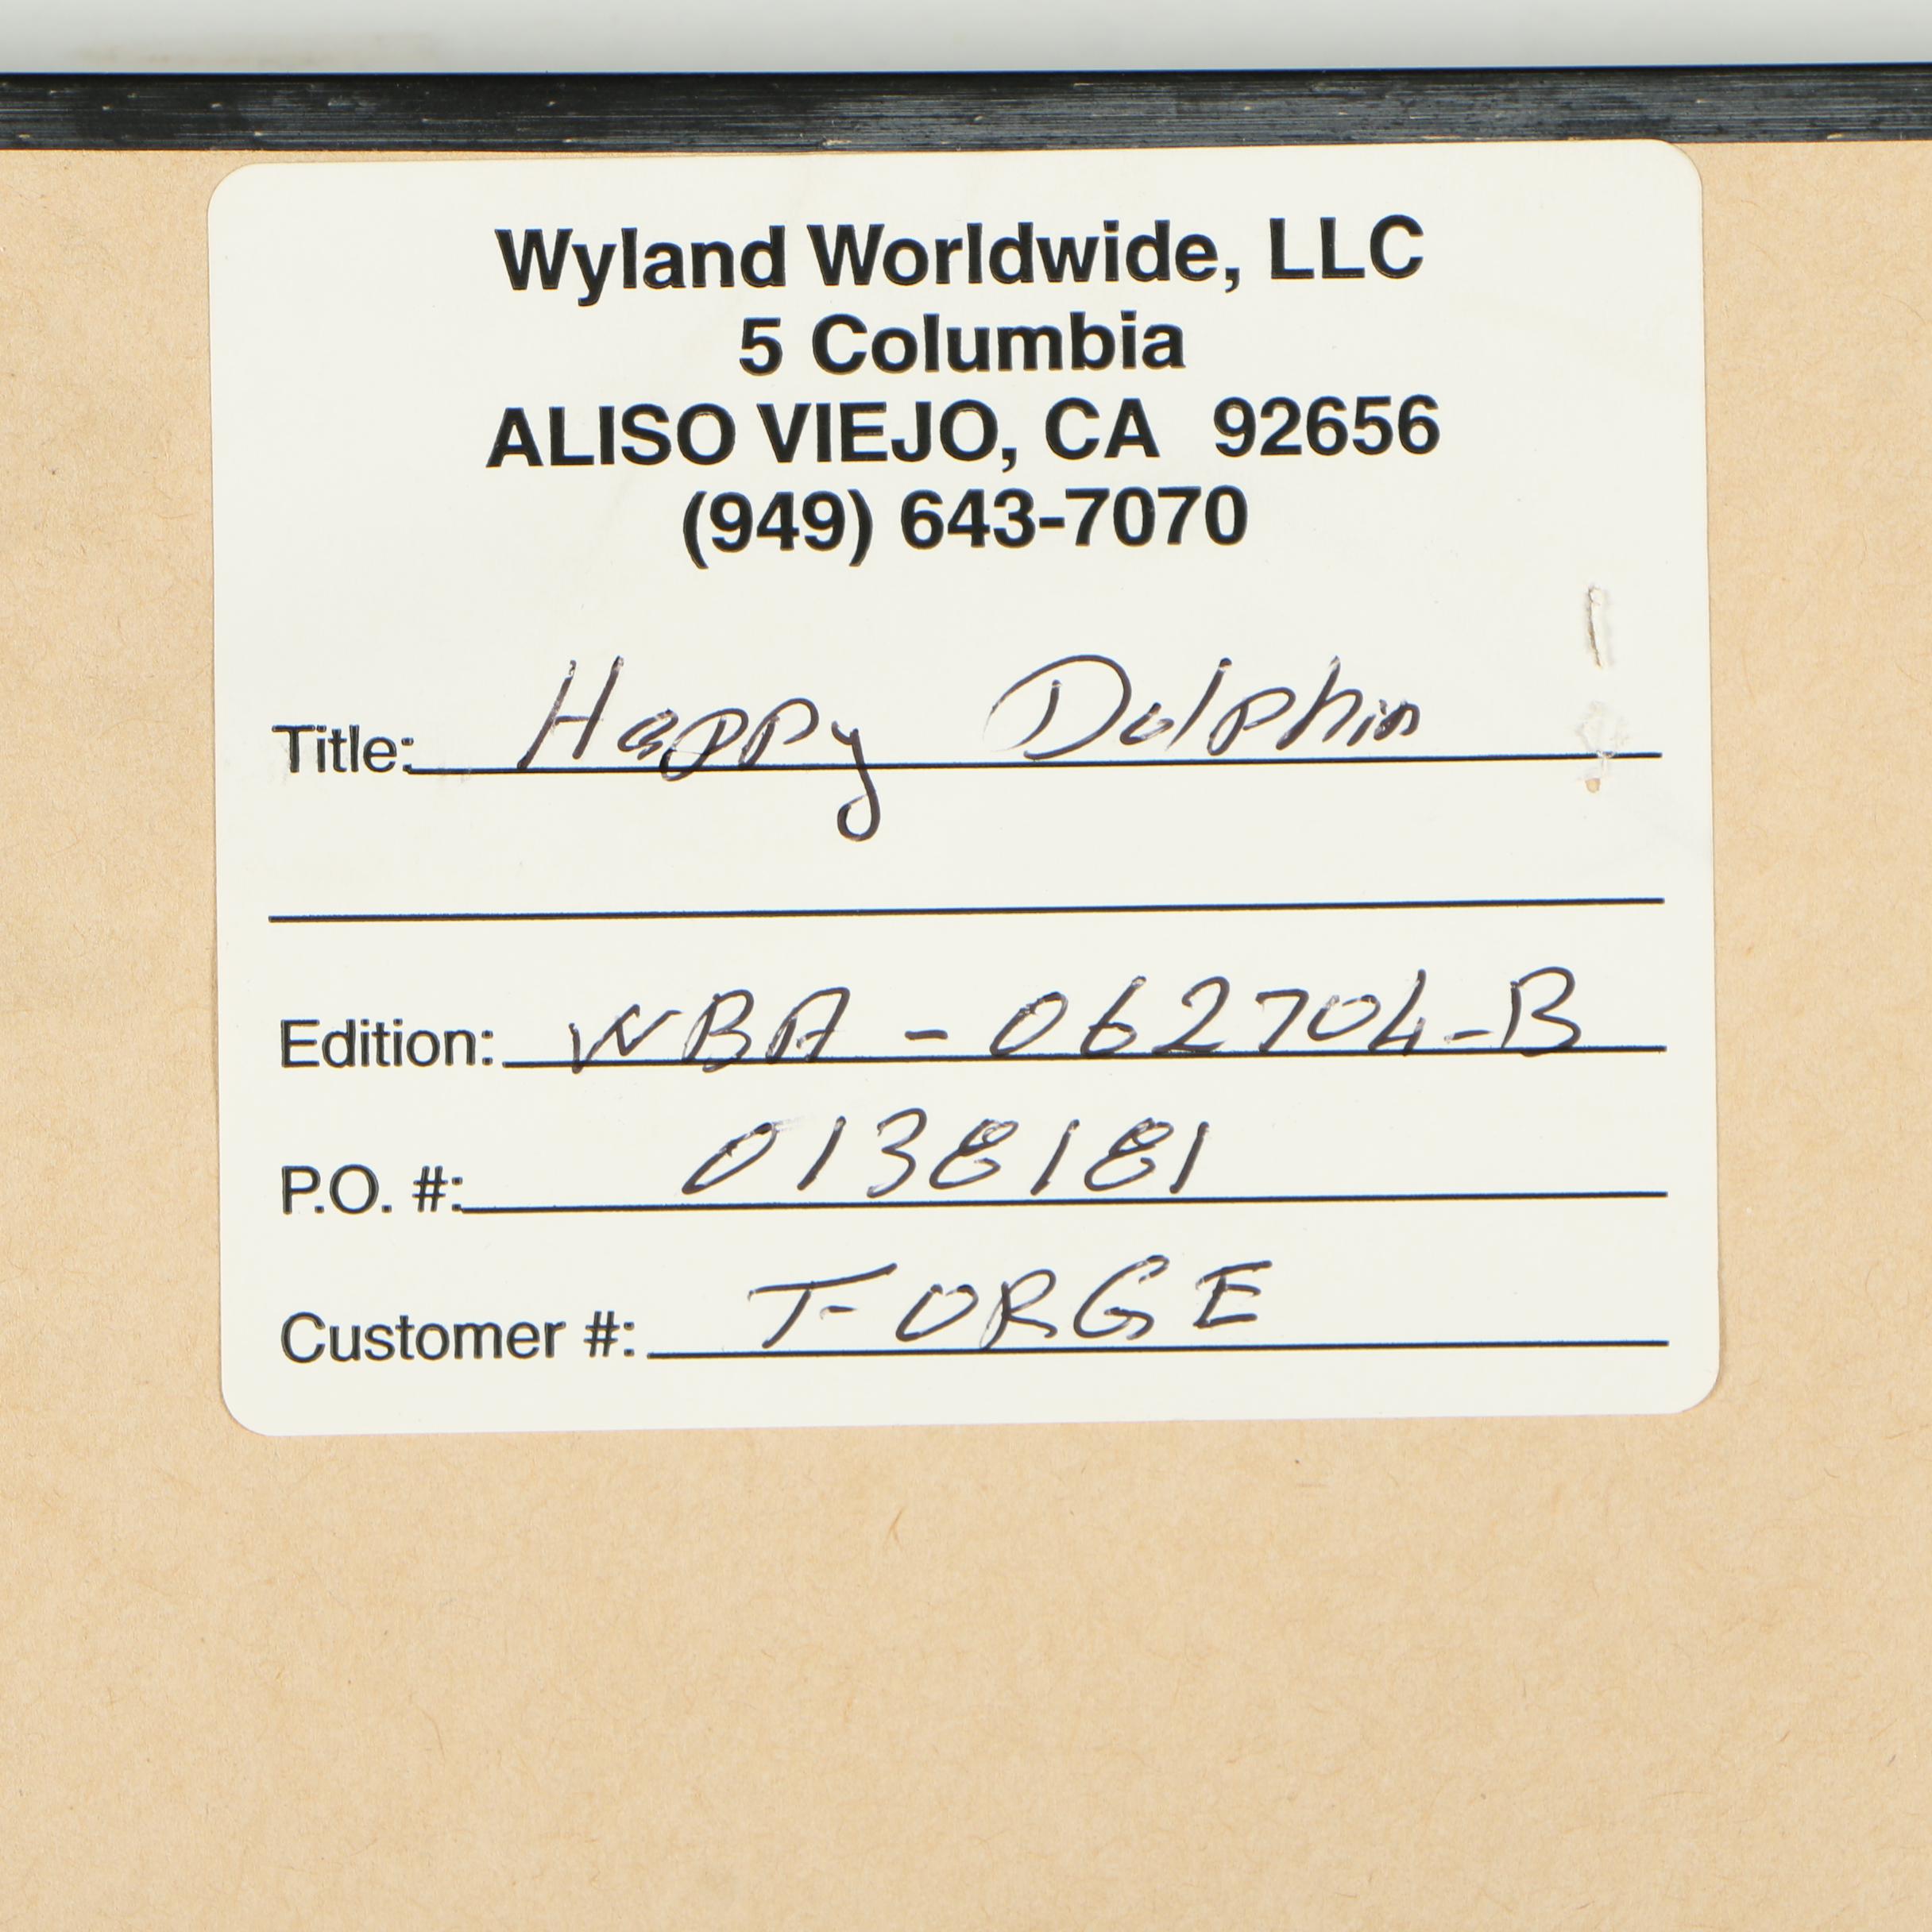 Wyland Worldwide, LLC
5 Columbia
ALISO VIEJO, CA 92656
(949) 643-7070
Title: Happy Dolphin
Edition: WBA - 062704-B
P.O. #: 0138181
Customer #: FORGE